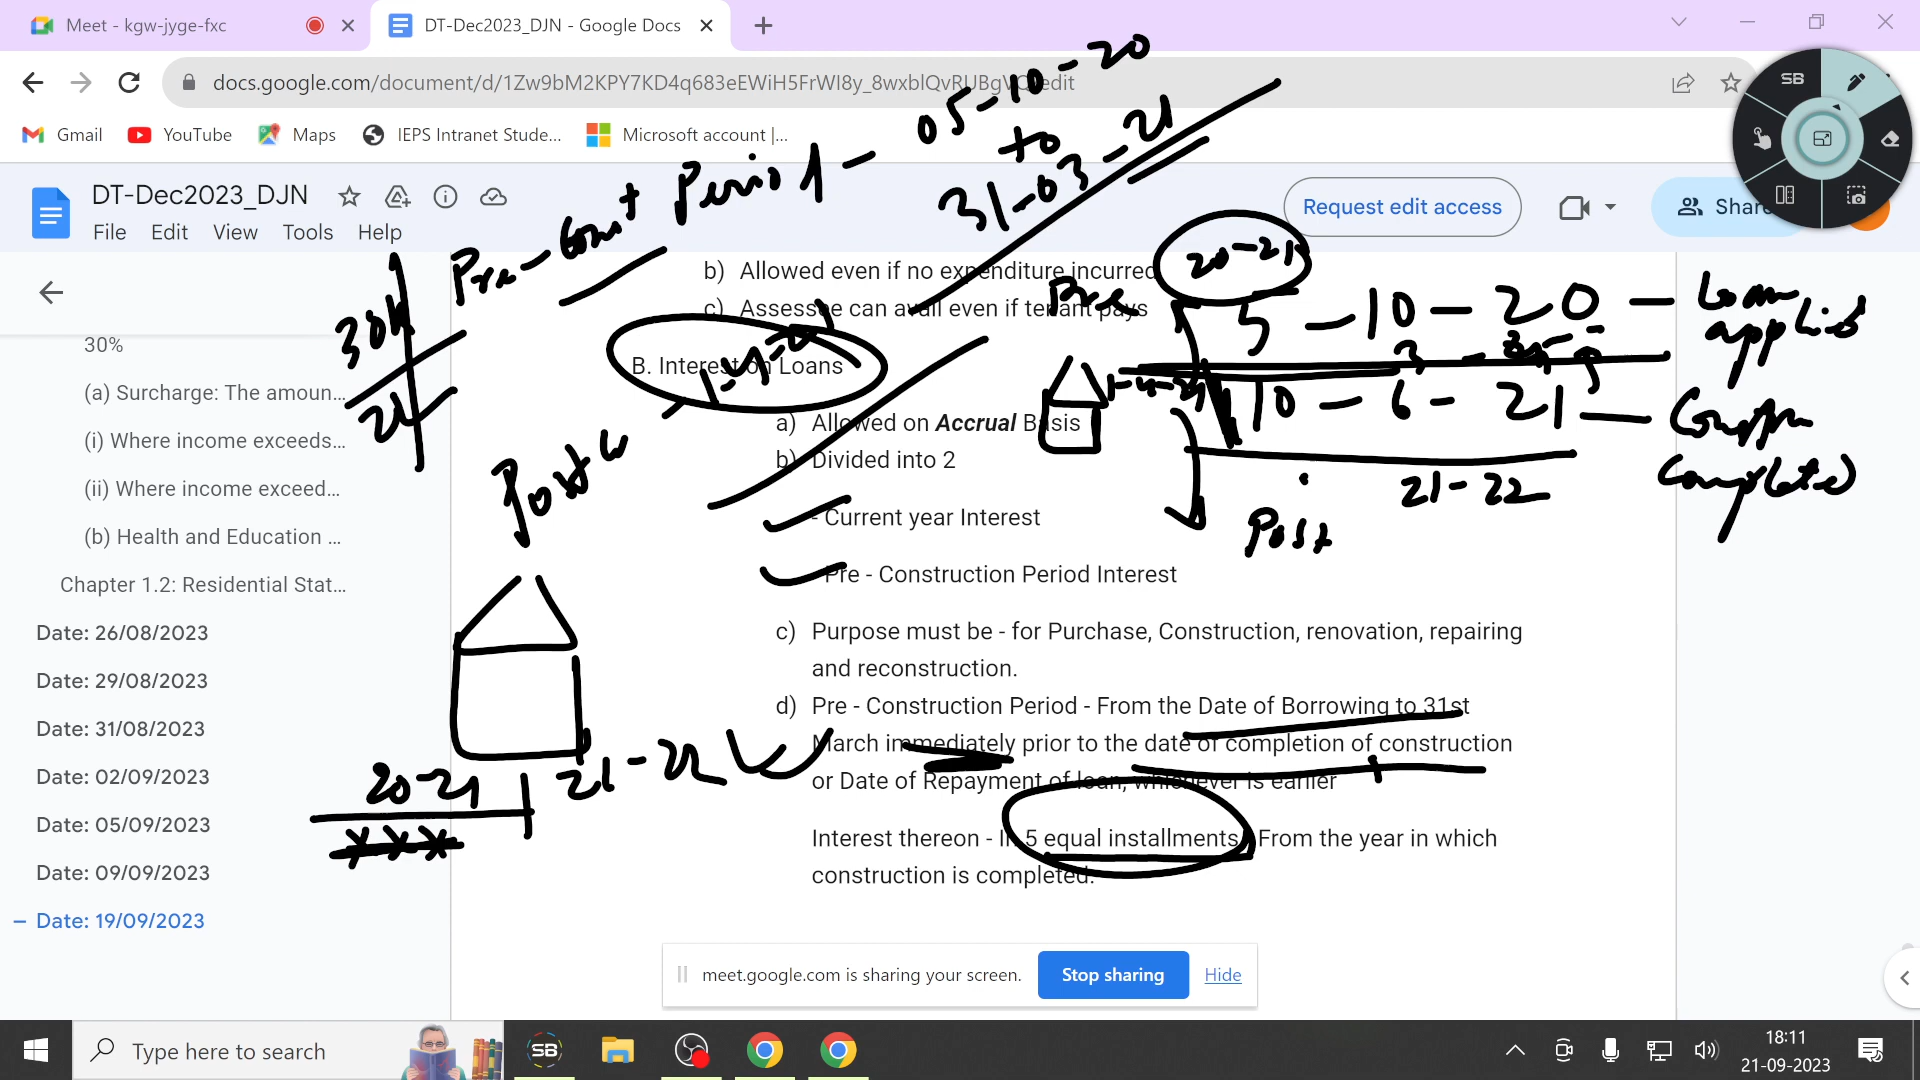 Meet - kgw-jyge-fxc
DT-Dec2023_DJN - Google Docs
docs.google.com/document/d/1Zw9bM2KPY7KD4q683eEWiH5FrWI8y_8wxblQvRUBgV
edit
Gmail
YouTube
Maps
IEPS Intranet Stude...
Microsoft account |...
SB
DT-Dec2023_DJN
File Edit View Tools Help
Request edit access
Share
Pre - Const Period - 05-10-20
to
31-03-21
30%
(a) Surcharge: The amoun...
(i) Where income exceeds...
(ii) Where income exceed...
(b) Health and Education ...
Chapter 1.2: Residential Stat...
Date: 26/08/2023
Date: 29/08/2023
Date: 31/08/2023
Date: 02/09/2023
Date: 05/09/2023
Date: 09/09/2023
Date: 19/09/2023
b) Allowed even if no expenditure incurred
c) Assessee can avail even if tenant pays
B. Interest on Loans
a) Allowed on Accrual Basis
b) Divided into 2
- Current year Interest
- Pre - Construction Period Interest
c) Purpose must be - for Purchase, Construction, renovation, repairing
and reconstruction.
d) Pre - Construction Period - From the Date of Borrowing to 31st
March immediately prior to the date of completion of construction
or Date of Repayment of loan, whichever is earlier
Interest thereon - In 5 equal installments From the year in which
construction is completed.
20-21
Pre
5-10-20 - Loan
applied
10-6-21
completed
21-22
Post
20-21
21-22
meet.google.com is sharing your screen.
Stop sharing
Hide
Type here to search
SB
18:11
21-09-2023